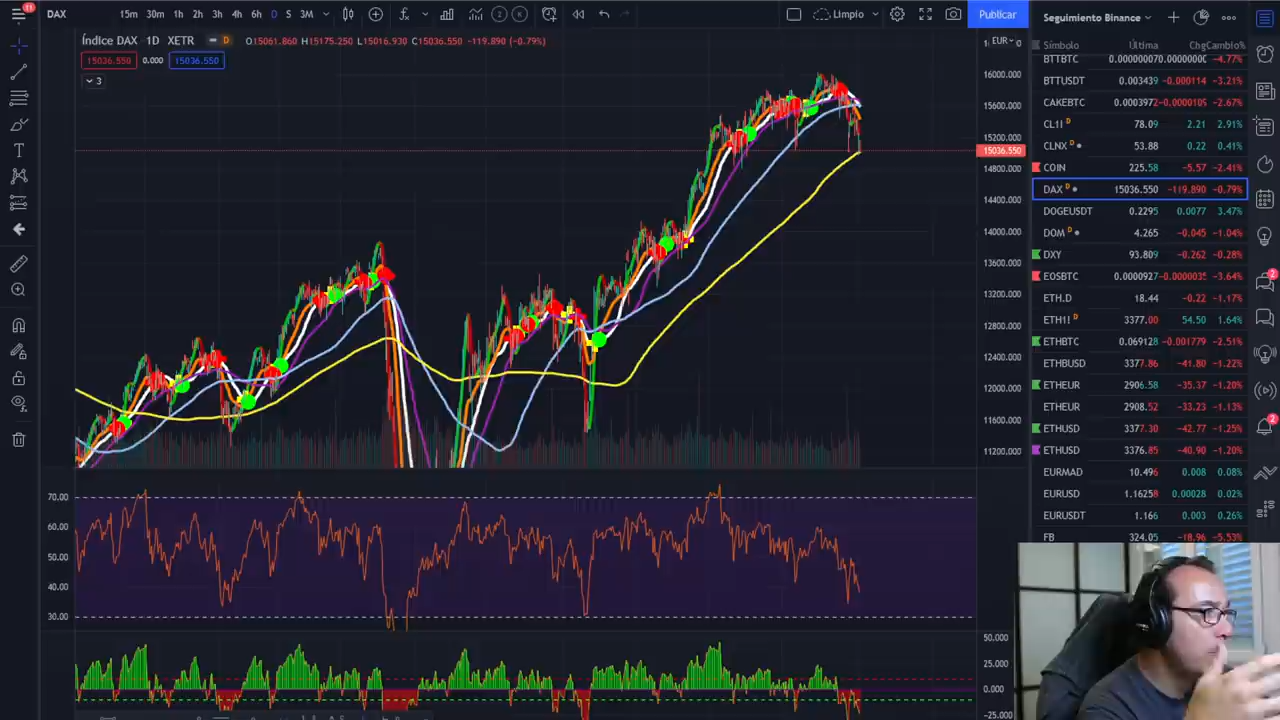 11
DAX 15m 30m 1h 2h 3h 4h 6h D S 3M Limpio Publicar
Seguimiento Binance
Índice DAX 1D XETR D O15061.860 H15175.250 L15016.930 C15036.550 -119.890 (-0.79%)
15036.550 0.000 15036.550
3
EUR
16000.000
15600.000
15200.000
15036.550
14800.000
14400.000
14000.000
13600.000
13200.000
12800.000
12400.000
12000.000
11600.000
11200.000
70.00
60.00
50.00
40.00
30.00
50.000
25.000
0.000
-25.000
Símbolo Última Chg Cambio%
BTTBTC 0.00000007 0.0000000 -4.77%
BTTUSDT 0.003439 -0.000114 -3.21%
CAKEBTC 0.000397 -0.0000109 -2.67%
CL1! D 78.09 2.21 2.91%
CLNX D 53.88 0.22 0.41%
COIN 225.58 -5.57 -2.41%
DAX D 15036.550 -119.890 -0.79%
DOGEUSDT 0.2295 0.0077 3.47%
DOM D 4.265 -0.045 -1.04%
DXY 93.809 -0.262 -0.28%
EOSBTC 0.0000927 -0.0000035 -3.64%
ETH.D 18.44 -0.22 -1.17%
ETH1! D 3377.00 54.50 1.64%
ETHBTC 0.069128 -0.001779 -2.51%
ETHBUSD 3377.86 -41.80 -1.22%
ETHEUR 2906.58 -35.37 -1.20%
ETHEUR 2908.52 -33.23 -1.13%
ETHUSD 3377.30 -42.77 -1.25%
ETHUSD 3376.85 -40.90 -1.20%
EURMAD 10.496 0.008 0.08%
EURUSD 1.16258 0.00028 0.02%
EURUSDT 1.166 0.003 0.26%
FB 324.05 -18.96 -5.53%
2
2